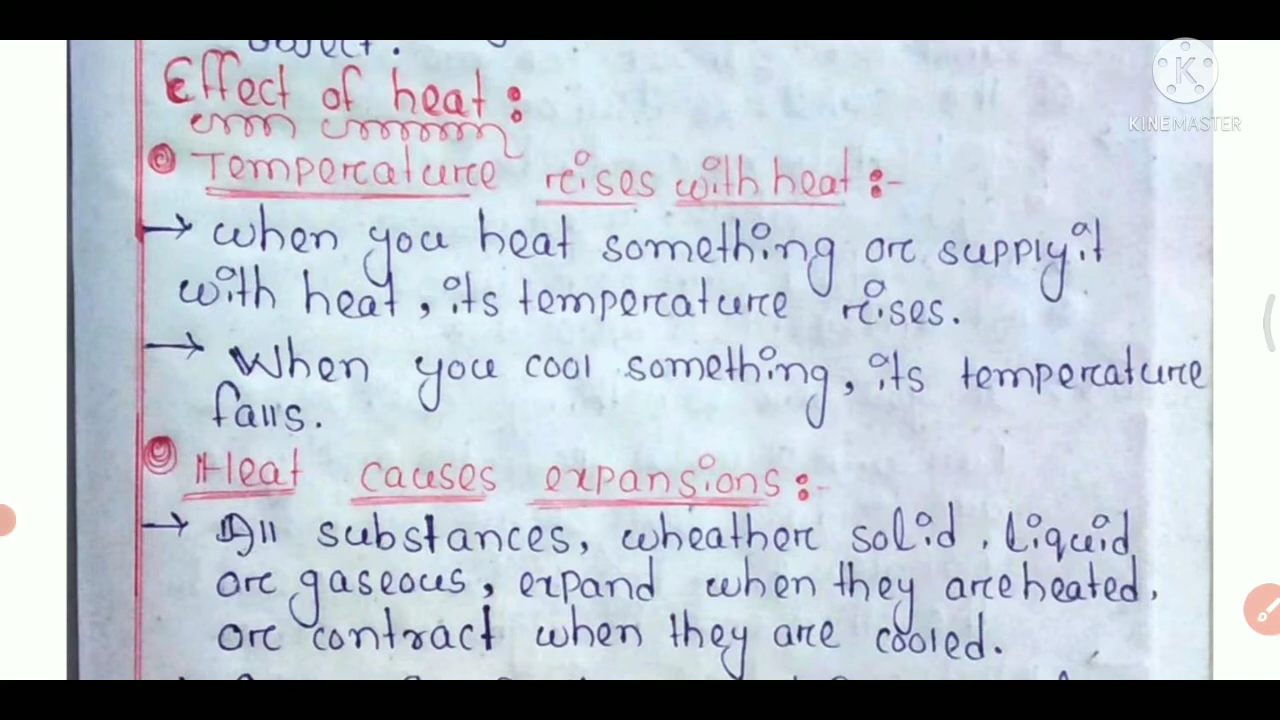 Effect of heat :
Temperature rises with heat :-
→ When you heat something or supply it
with heat, its temperature rises.
→ When you cool something, its temperature
falls.
Heat causes expansions :-
→ All substances, wheather solid, liquid,
or gaseous, expand when they are heated,
or contract when they are cooled.
KINEMASTER